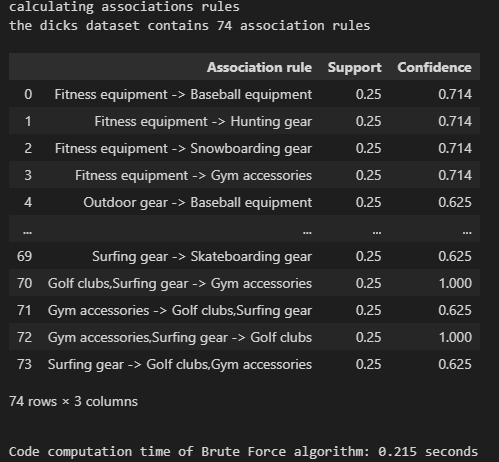 calculating associations rules
the dicks dataset contains 74 association rules
Association rule Support Confidence
0 Fitness equipment -> Baseball equipment 0.25 0.714
1 Fitness equipment -> Hunting gear 0.25 0.714
2 Fitness equipment -> Snowboarding gear 0.25 0.714
3 Fitness equipment -> Gym accessories 0.25 0.714
4 Outdoor gear -> Baseball equipment 0.25 0.625
... ... ... ...
69 Surfing gear -> Skateboarding gear 0.25 0.625
70 Golf clubs,Surfing gear -> Gym accessories 0.25 1.000
71 Gym accessories -> Golf clubs,Surfing gear 0.25 0.625
72 Gym accessories,Surfing gear -> Golf clubs 0.25 1.000
73 Surfing gear -> Golf clubs,Gym accessories 0.25 0.625
74 rows × 3 columns
Code computation time of Brute Force algorithm: 0.215 seconds